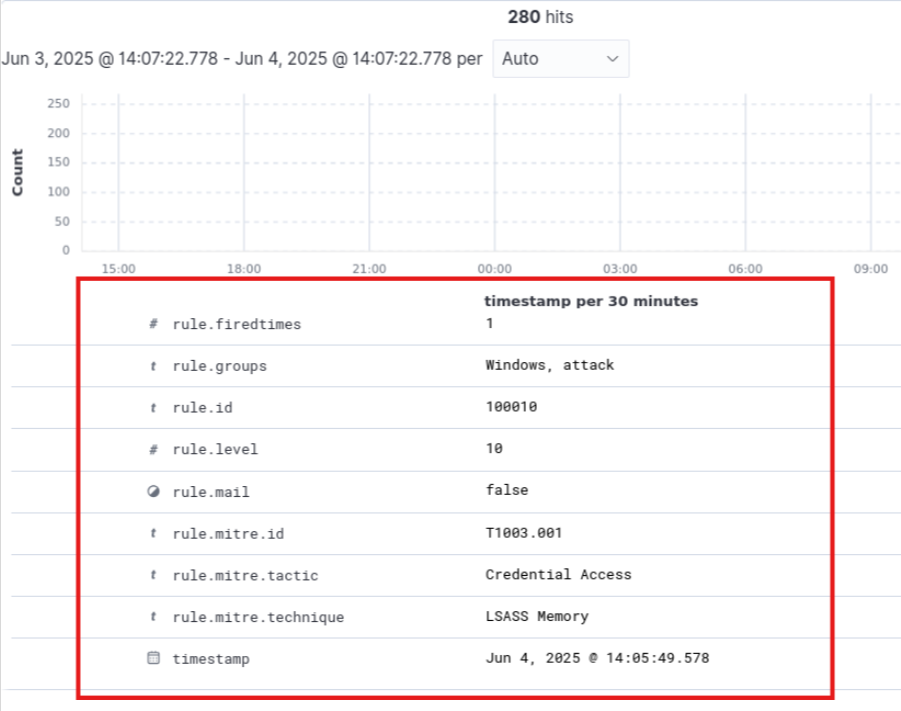 280 hits
Jun 3, 2025 @ 14:07:22.778 - Jun 4, 2025 @ 14:07:22.778 per Auto
Count
250
200
150
100
50
0
15:00 18:00 21:00 00:00 03:00 06:00 09:00
timestamp per 30 minutes
# rule.firedtimes 1
t rule.groups Windows, attack
t rule.id 100010
# rule.level 10
rule.mail false
t rule.mitre.id T1003.001
t rule.mitre.tactic Credential Access
t rule.mitre.technique LSASS Memory
timestamp Jun 4, 2025 @ 14:05:49.578